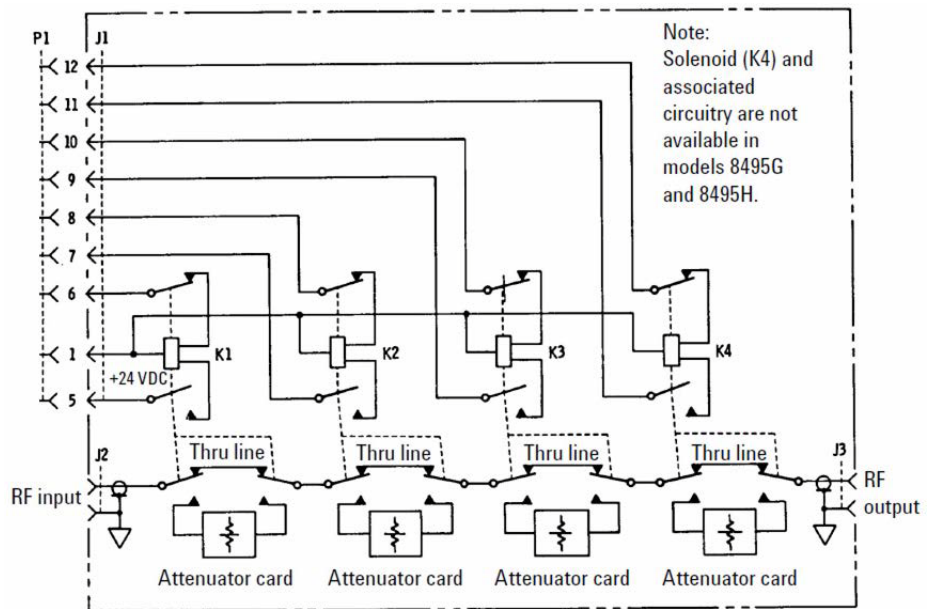 P1 J1
Note:
Solenoid (K4) and
associated
circuitry are not
available in
models 8495G
and 8495H.
12
11
10
9
8
7
6
1
K1 K2 K3 K4
+24 VDC
5
J2 Thru line Thru line Thru line Thru line J3
RF input RF
output
Attenuator card Attenuator card Attenuator card Attenuator card